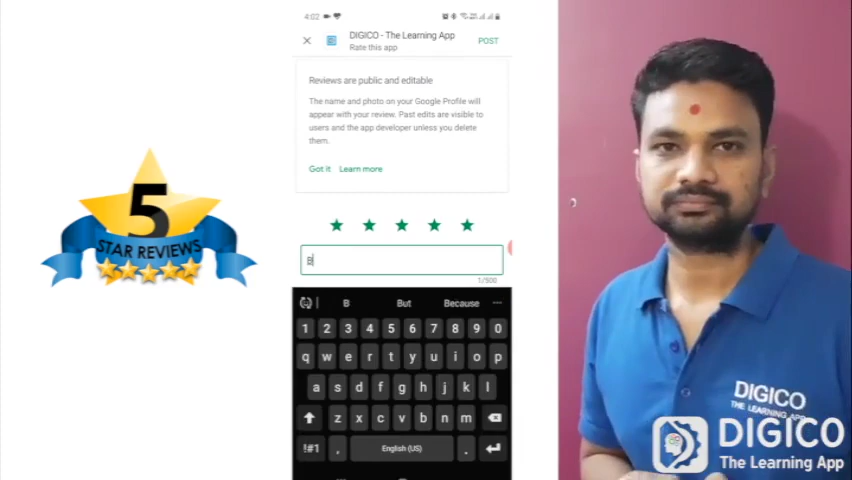 5
STAR REVIEWS
4:02
DIGICO - The Learning App
Rate this app
POST
Reviews are public and editable
The name and photo on your Google Profile will
appear with your review. Past edits are visible to
users and the app developer unless you delete
them.
Got it Learn more
B
1/500
B But Because
1 2 3 4 5 6 7 8 9 0
q w e r t y u i o p
a s d f g h j k l
z x c v b n m
!#1 , English (US) .
DIGICO
THE LEARNING APP
DIGICO
The Learning App